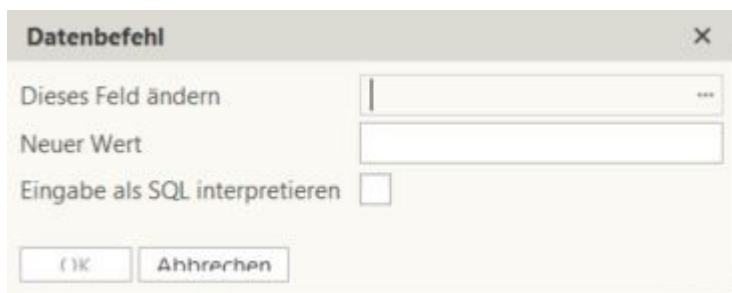 Datenbefehl
Dieses Feld ändern ...
Neuer Wert
Eingabe als SQL interpretieren
OK Abbrechen